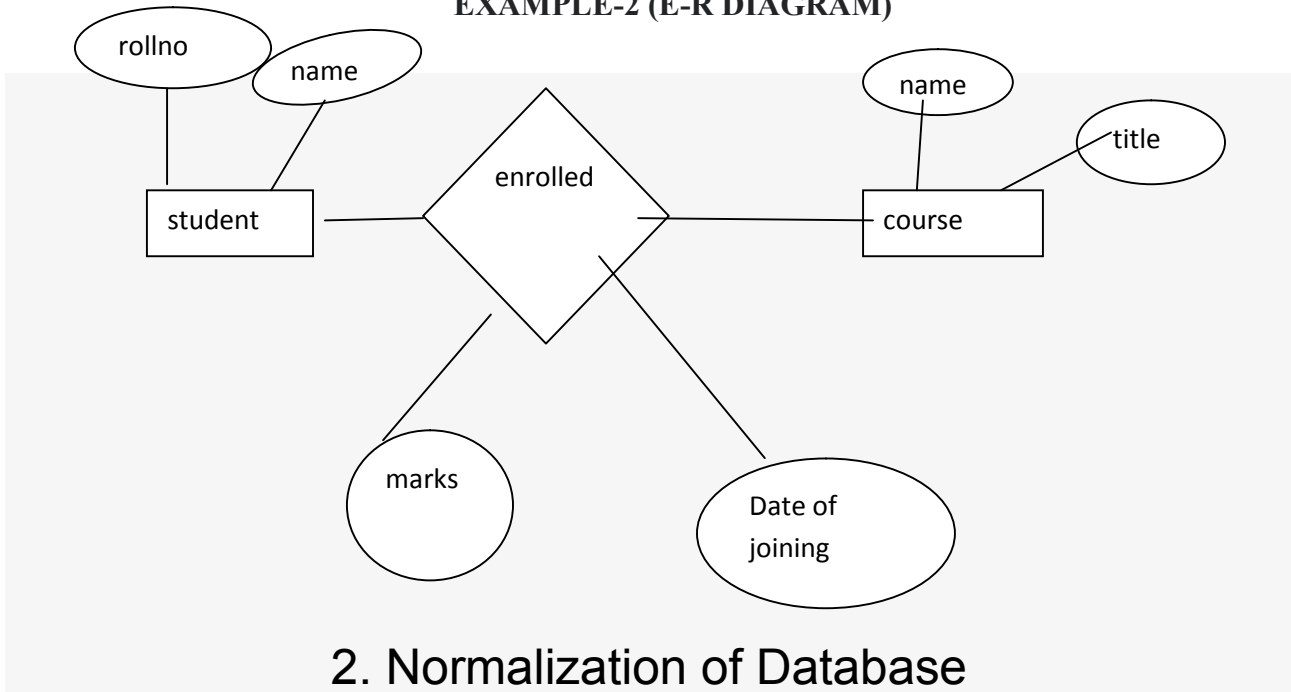 EXAMPLE-2 (E-R DIAGRAM)
rollno
name
name
title
enrolled
student
course
marks
Date of
joining
2. Normalization of Database